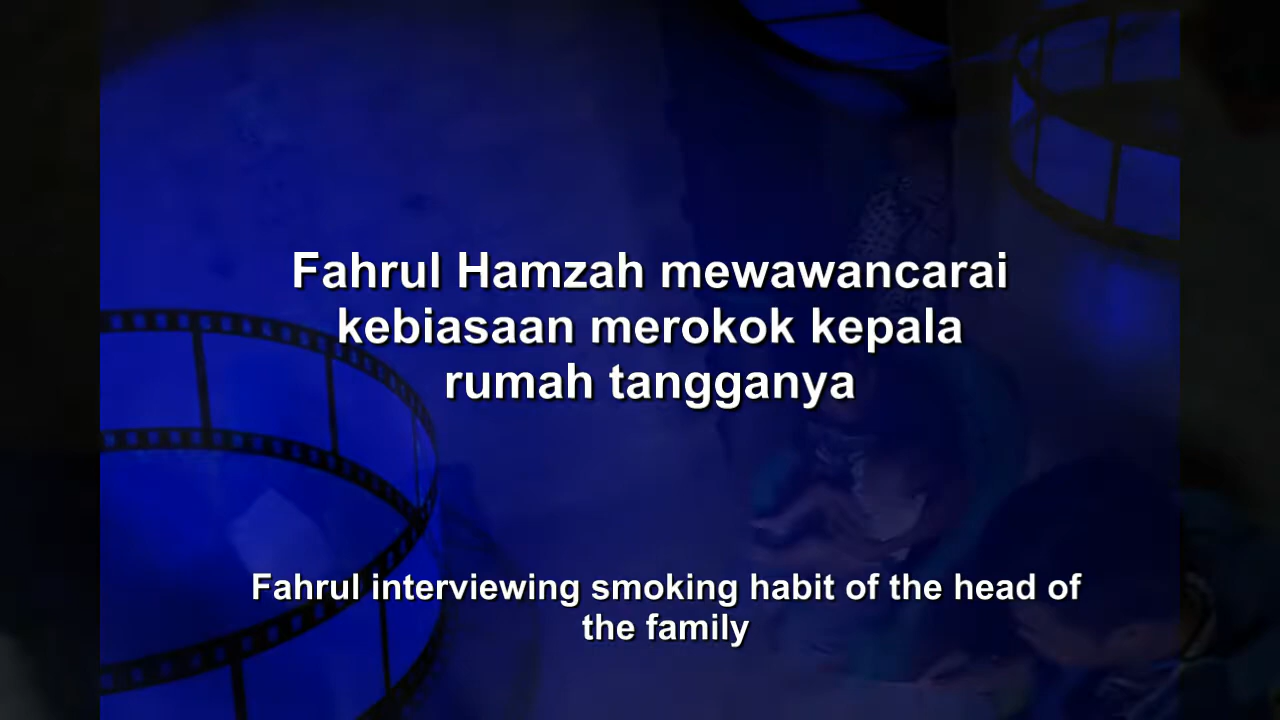 Fahrul Hamzah mewawancarai
kebiasaan merokok kepala
rumah tangganya
Fahrul interviewing smoking habit of the head of
the family